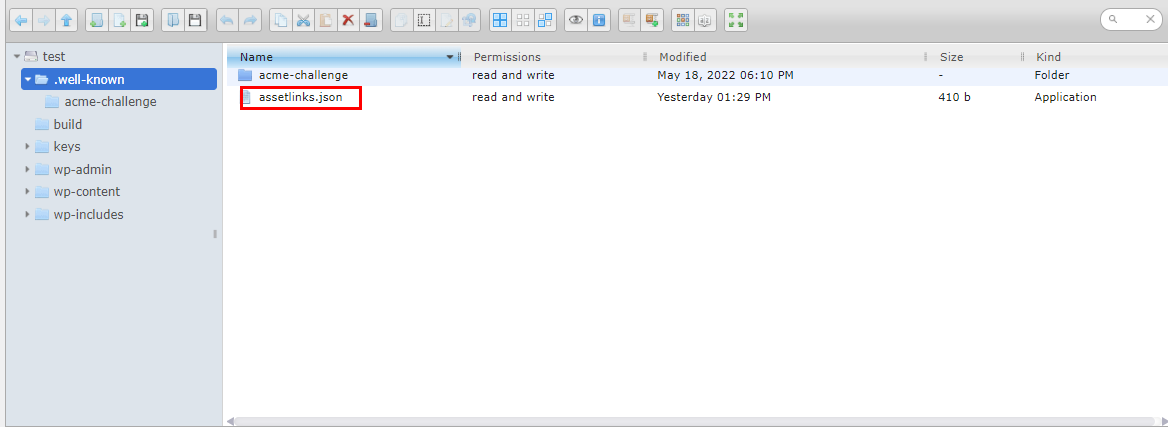 test
.well-known
acme-challenge
build
keys
wp-admin
wp-content
wp-includes
Name Permissions Modified Size Kind
acme-challenge read and write May 18, 2022 06:10 PM - Folder
assetlinks.json read and write Yesterday 01:29 PM 410 b Application